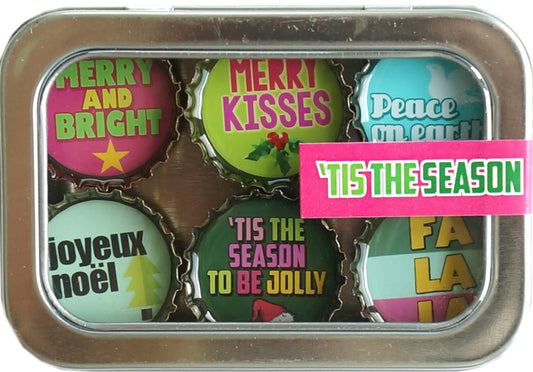 MERRY
AND
BRIGHT
MERRY
KISSES
Peace
on earth
'TIS THE SEASON
joyeux
noël
'TIS THE
SEASON
TO BE JOLLY
FA
LA
LA